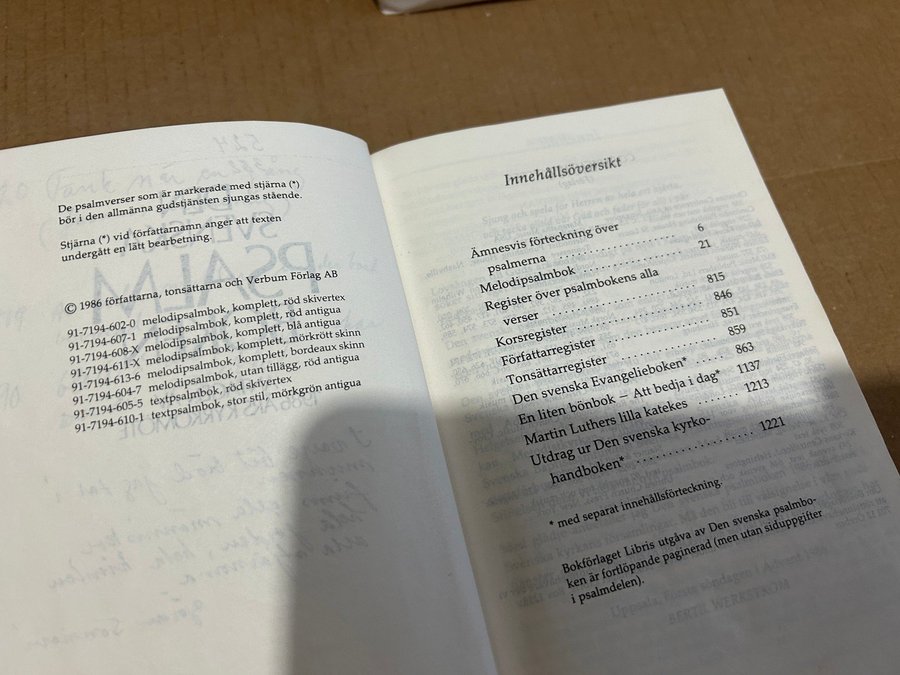 De psalmverser som är markerade med stjärna (*)
bör i den allmänna gudstjänsten sjungas stående.
Stjärna (*) vid författarnamn anger att texten
undergått en lätt bearbetning.
© 1986 författarna, tonsättarna och Verbum Förlag AB
91-7194-602-0 melodipsalmbok, komplett, röd skivertex
91-7194-607-1 melodipsalmbok, komplett, röd antigua
91-7194-608-X melodipsalmbok, komplett, blå antigua
91-7194-611-X melodipsalmbok, komplett, mörkrött skinn
91-7194-613-6 melodipsalmbok, komplett, bordeaux skinn
91-7194-604-7 melodipsalmbok, utan tillägg, röd antigua
91-7194-605-5 textpsalmbok, röd skivertex
91-7194-610-1 textpsalmbok, stor stil, mörkgrön antigua
Innehållsöversikt
Ämnesvis förteckning över
psalmerna . . . . . . . . . . . . . . . . . . . 6
Melodipsalmbok . . . . . . . . . . . . . . . 21
Register över psalmbokens alla
verser . . . . . . . . . . . . . . . . . . . . 815
Korsregister . . . . . . . . . . . . . . . . . 846
Författarregister . . . . . . . . . . . . . . 851
Tonsättarregister . . . . . . . . . . . . . . 859
Den svenska Evangelieboken* . . . . . 863
En liten bönbok — Att bedja i dag* . . 1137
Martin Luthers lilla katekes . . . . . . . 1213
Utdrag ur Den svenska kyrko-
handboken* . . . . . . . . . . . . . . . . 1221
* med separat innehållsförteckning.
Bokförlaget Libris utgåva av Den svenska psalmbo-
ken är fortlöpande paginerad (men utan siduppgifter
i psalmdelen).